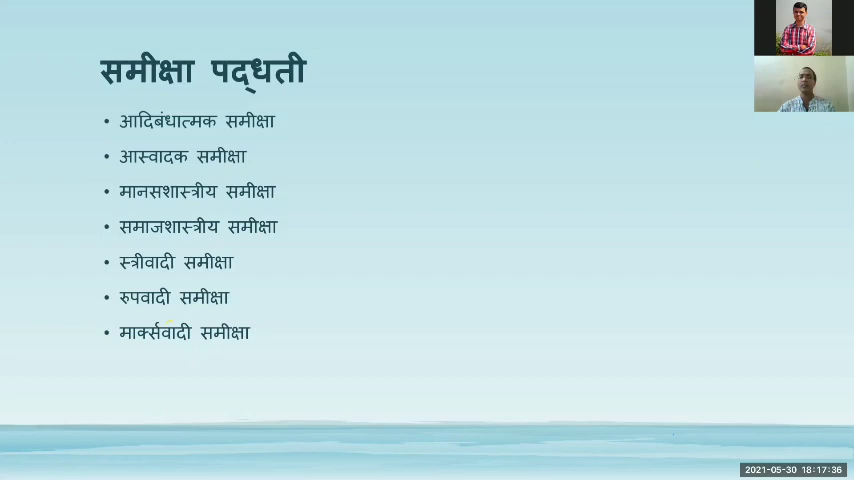 समीक्षा पद्धती
• आदिबंधात्मक समीक्षा
• आस्वादक समीक्षा
• मानसशास्त्रीय समीक्षा
• समाजशास्त्रीय समीक्षा
• स्त्रीवादी समीक्षा
• रुपवादी समीक्षा
• मार्क्सवादी समीक्षा
2021-05-30 18:17:36